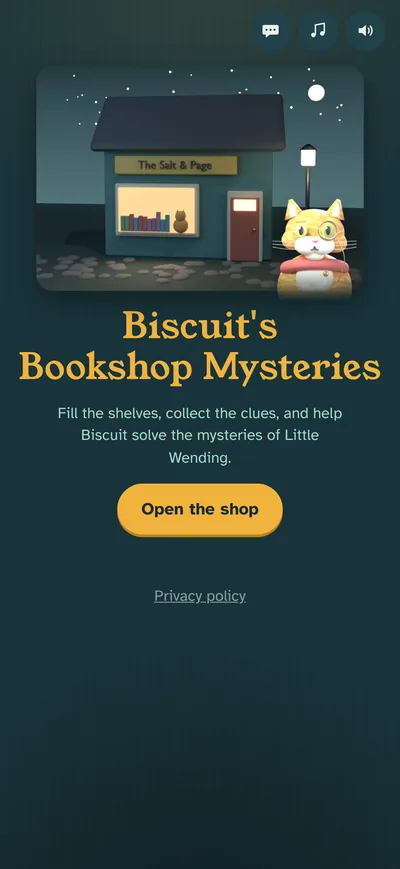 The Salt & Page
Biscuit's
Bookshop Mysteries
Fill the shelves, collect the clues, and help
Biscuit solve the mysteries of Little
Wending.
Open the shop
Privacy policy